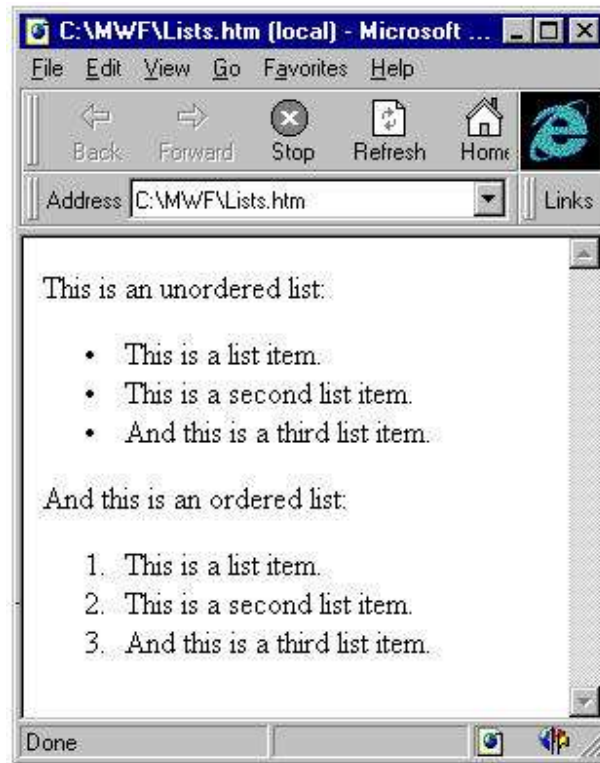 C:\MWF\Lists.htm (local) - Microsoft ...
File Edit View Go Favorites Help
Back Forward Stop Refresh Home
Address C:\MWF\Lists.htm Links
This is an unordered list:
• This is a list item.
• This is a second list item.
• And this is a third list item.
And this is an ordered list:
1. This is a list item.
2. This is a second list item.
3. And this is a third list item.
Done